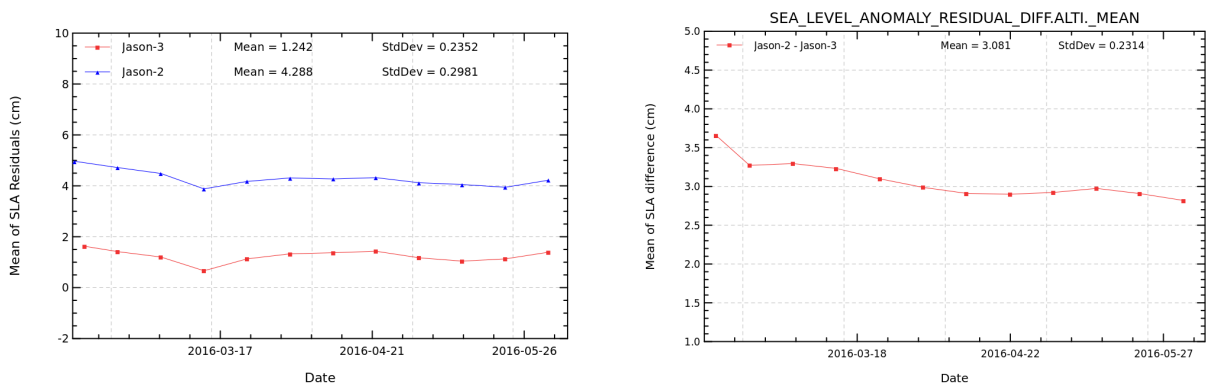 10
8
6
4
2
0
-2
Mean of SLA Residuals (cm)
Jason-3 Mean = 1.242 StdDev = 0.2352
Jason-2 Mean = 4.288 StdDev = 0.2981
2016-03-17 2016-04-21 2016-05-26
Date
SEA_LEVEL_ANOMALY_RESIDUAL_DIFF.ALTI._MEAN
5.0
4.5
4.0
3.5
3.0
2.5
2.0
1.5
1.0
Mean of SLA difference (cm)
Jason-2 - Jason-3 Mean = 3.081 StdDev = 0.2314
2016-03-18 2016-04-22 2016-05-27
Date